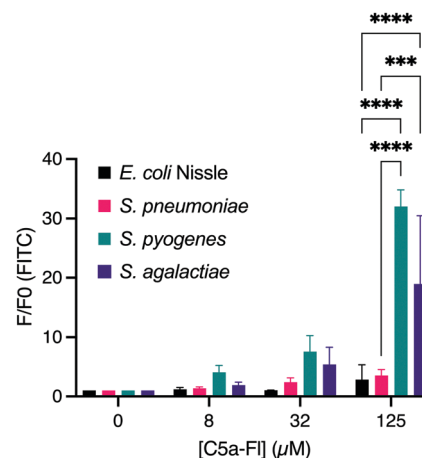 ****
***
****
****
40
30
20
10
0
F/F0 (FITC)
E. coli Nissle
S. pneumoniae
S. pyogenes
S. agalactiae
0 8 32 125
[C5a-Fl] (µM)